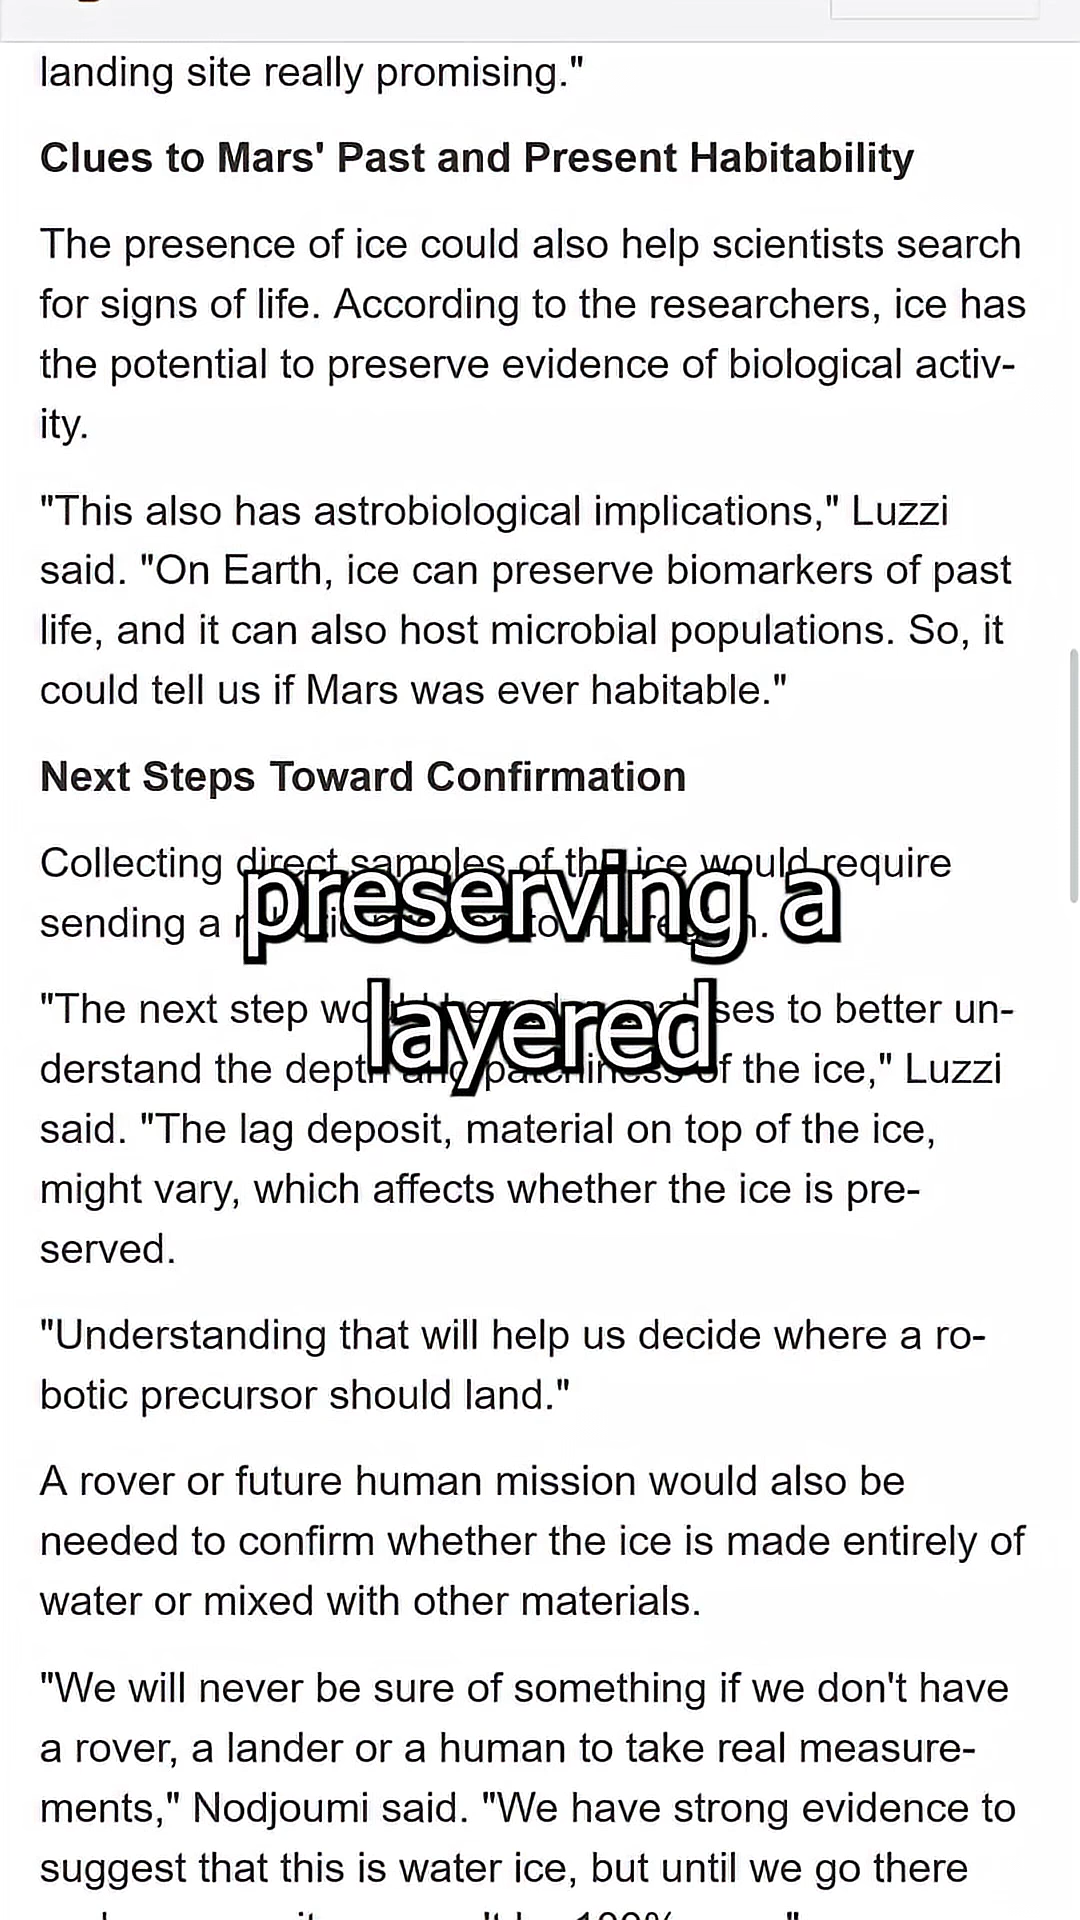 landing site really promising."
Clues to Mars' Past and Present Habitability
The presence of ice could also help scientists search
for signs of life. According to the researchers, ice has
the potential to preserve evidence of biological activ-
ity.
"This also has astrobiological implications," Luzzi
said. "On Earth, ice can preserve biomarkers of past
life, and it can also host microbial populations. So, it
could tell us if Mars was ever habitable."
Next Steps Toward Confirmation
Collecting direct samples of the ice would require
preserving a
sending a
"The next step to better un-
layered
derstand the depth and patchiness of the ice," Luzzi
said. "The lag deposit, material on top of the ice,
might vary, which affects whether the ice is pre-
served.
"Understanding that will help us decide where a ro-
botic precursor should land."
A rover or future human mission would also be
needed to confirm whether the ice is made entirely of
water or mixed with other materials.
"We will never be sure of something if we don't have
a rover, a lander or a human to take real measure-
ments," Nodjoumi said. "We have strong evidence to
suggest that this is water ice, but until we go there